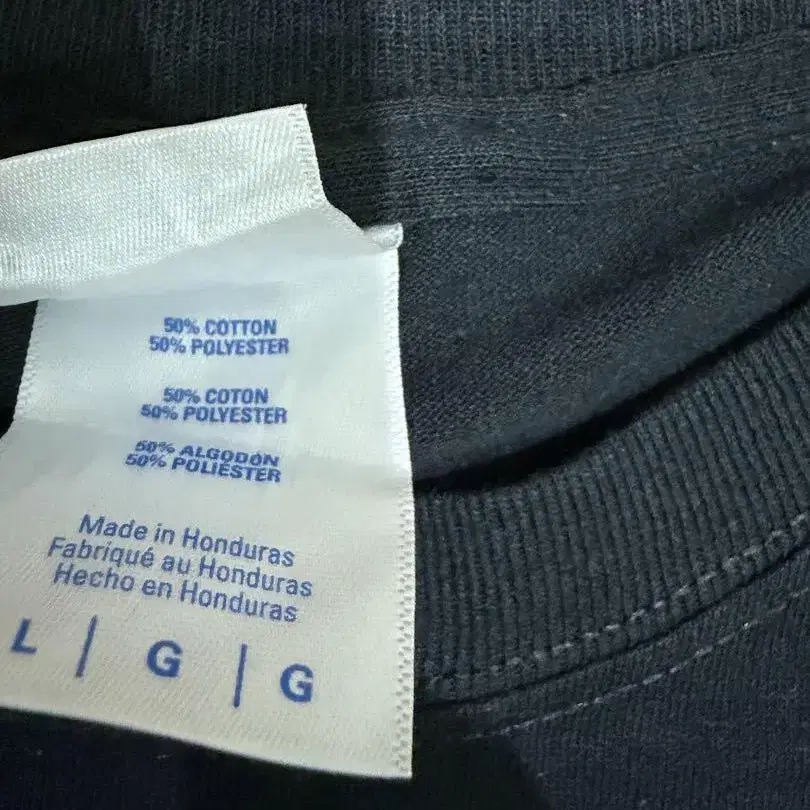 50% COTTON
50% POLYESTER
50% COTON
50% POLYESTER
50% ALGODÓN
50% POLIÉSTER
Made in Honduras
Fabriqué au Honduras
Hecho en Honduras
L | G | G